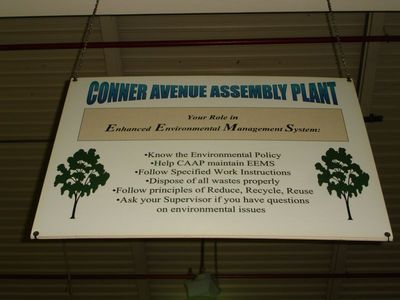 CONNER AVENUE ASSEMBLY PLANT
Your Role in
Enhanced Environmental Management System:
•Know the Environmental Policy
•Help CAAP maintain EEMS
•Follow Specified Work Instructions
•Dispose of all wastes properly
•Follow principles of Reduce, Recycle, Reuse
•Ask your Supervisor if you have questions
on environmental issues